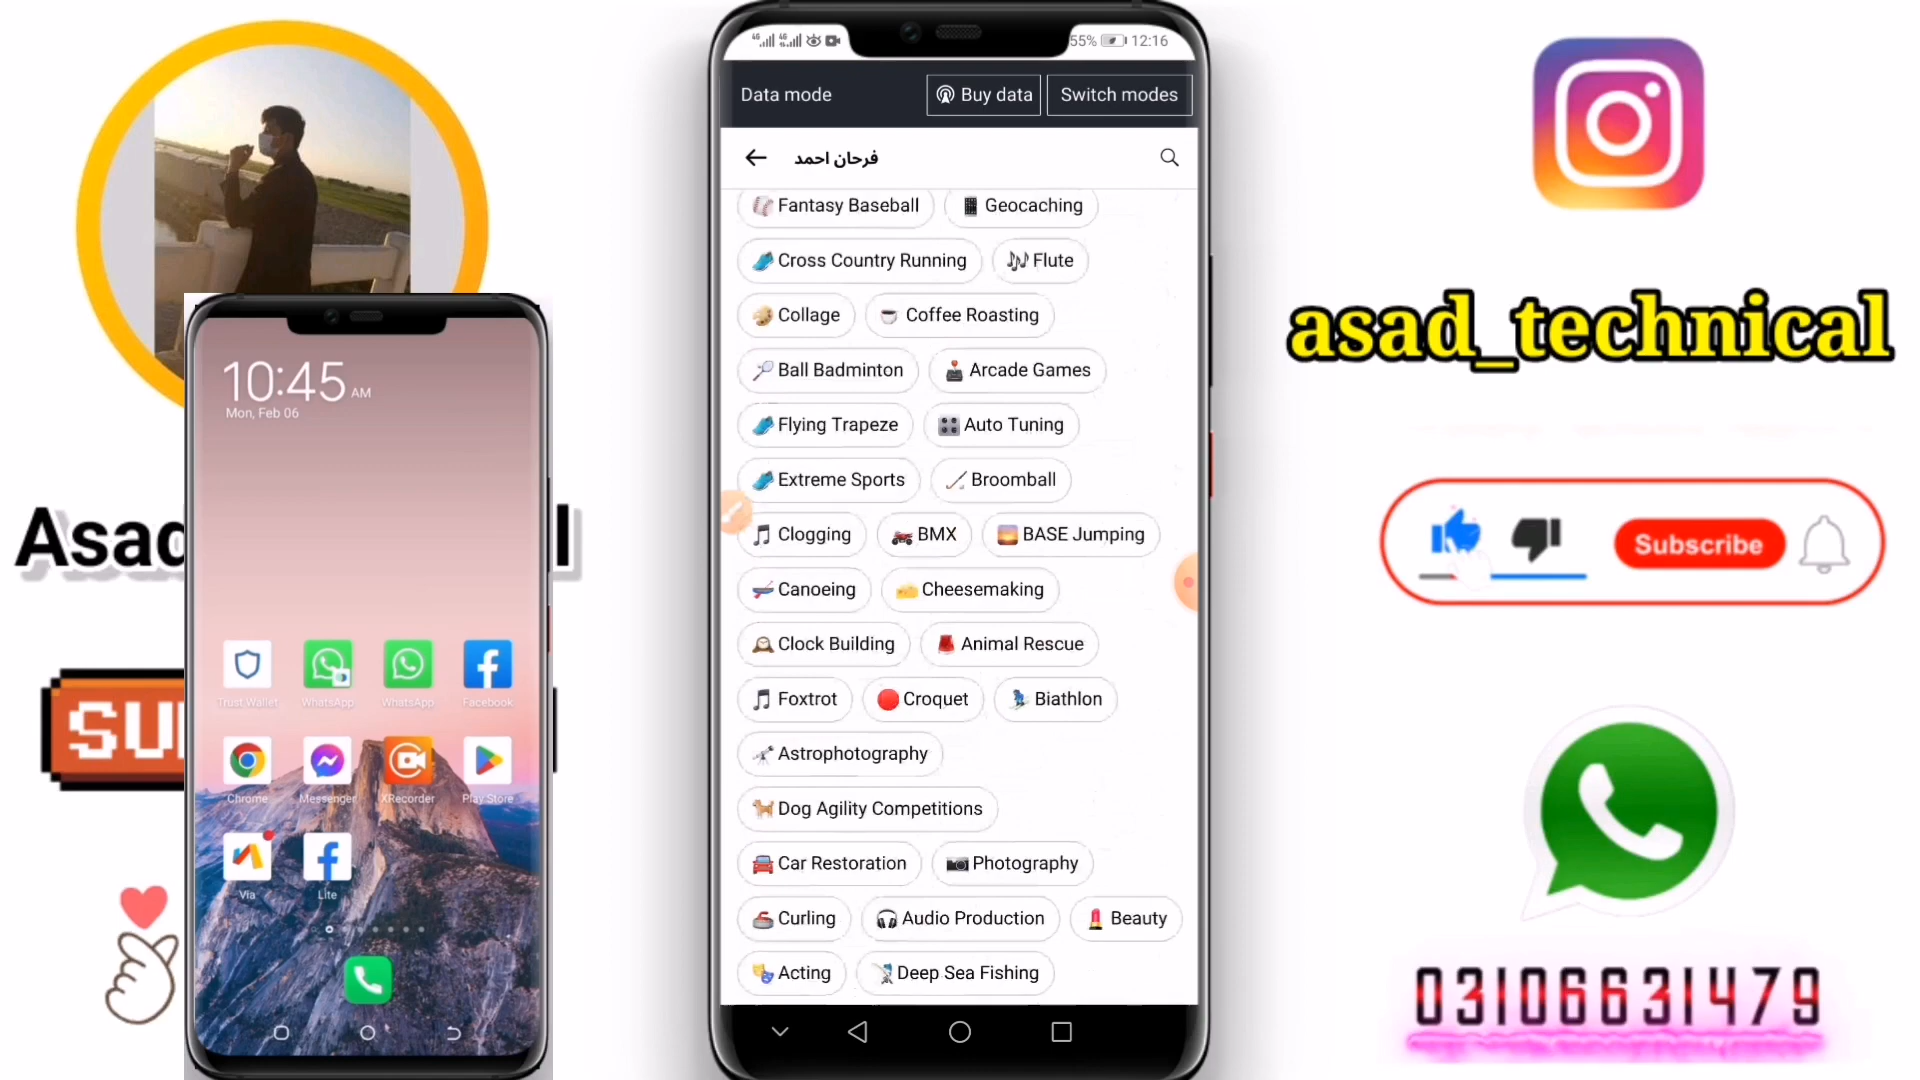 55% 12:16
Data mode
Buy data
Switch modes
فرحان احمد
Fantasy Baseball
Geocaching
Cross Country Running
Flute
Collage
Coffee Roasting
Ball Badminton
Arcade Games
Flying Trapeze
Auto Tuning
Extreme Sports
Broomball
Clogging
BMX
BASE Jumping
Canoeing
Cheesemaking
Clock Building
Animal Rescue
Foxtrot
Croquet
Biathlon
Astrophotography
Dog Agility Competitions
Car Restoration
Photography
Curling
Audio Production
Beauty
Acting
Deep Sea Fishing
10:45 AM
Mon, Feb 06
Trust Wallet
WhatsApp
WhatsApp
Facebook
Chrome
Messenger
XRecorder
Play Store
Via
Lite
Asad
l
SU
asad_technical
Subscribe
03106631479